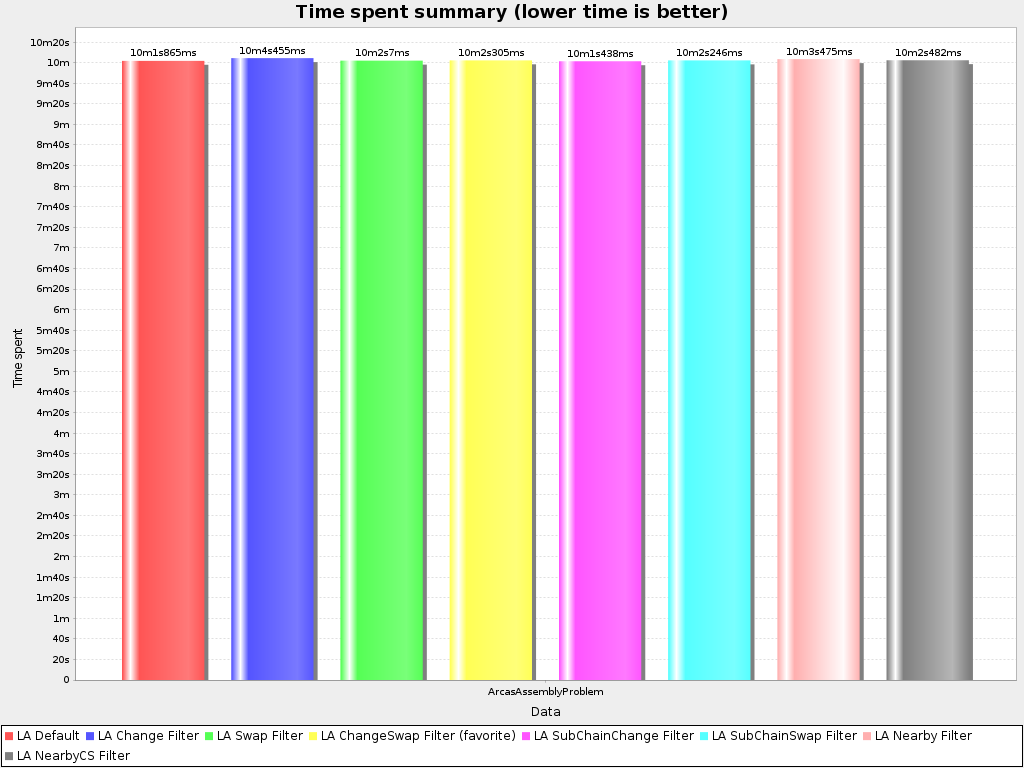 Time spent summary (lower time is better)
10m20s
10m
9m40s
9m20s
9m
8m40s
8m20s
8m
7m40s
7m20s
7m
6m40s
6m20s
6m
5m40s
5m20s
5m
4m40s
4m20s
4m
3m40s
3m20s
3m
2m40s
2m20s
2m
1m40s
1m20s
1m
40s
20s
0
Time spent
10m1s865ms
10m4s455ms
10m2s7ms
10m2s305ms
10m1s438ms
10m2s246ms
10m3s475ms
10m2s482ms
ArcasAssemblyProblem
Data
LA Default LA Change Filter LA Swap Filter LA ChangeSwap Filter (favorite) LA SubChainChange Filter LA SubChainSwap Filter LA Nearby Filter
LA NearbyCS Filter